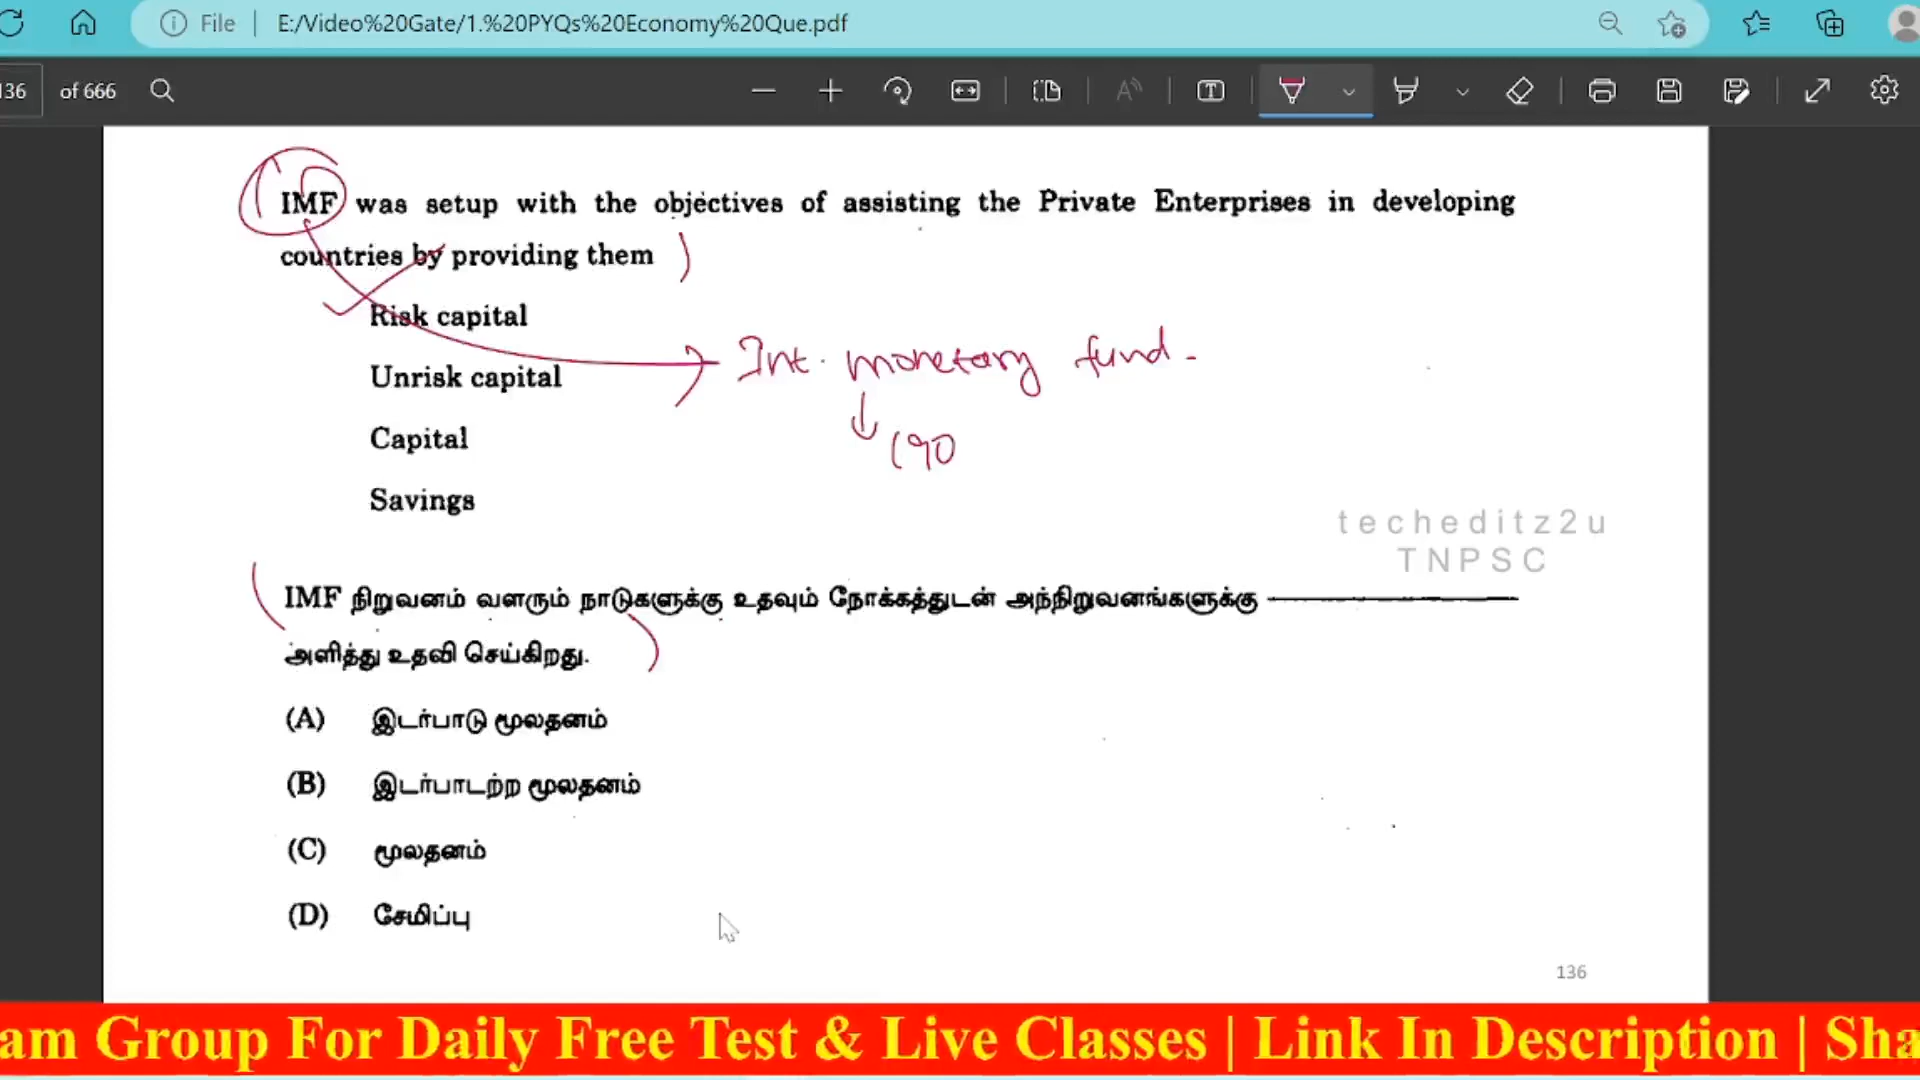 File | E:/Video%20Gate/1.%20PYQs%20Economy%20Que.pdf
136 of 666
IMF was setup with the objectives of assisting the Private Enterprises in developing
countries by providing them
Risk capital
Int. monetary fund -
Unrisk capital
Capital
190
Savings
techeditz2u
TNPSC
IMF நிறுவனம் வளரும் நாடுகளுக்கு உதவும் நோக்கத்துடன் அந்நிறுவனங்களுக்கு
அளித்து உதவி செய்கிறது.
(A) இடர்பாடு மூலதனம்
(B) இடர்பாடற்ற மூலதனம்
(C) மூலதனம்
(D) சேமிப்பு
136
am Group For Daily Free Test & Live Classes | Link In Description | Sha